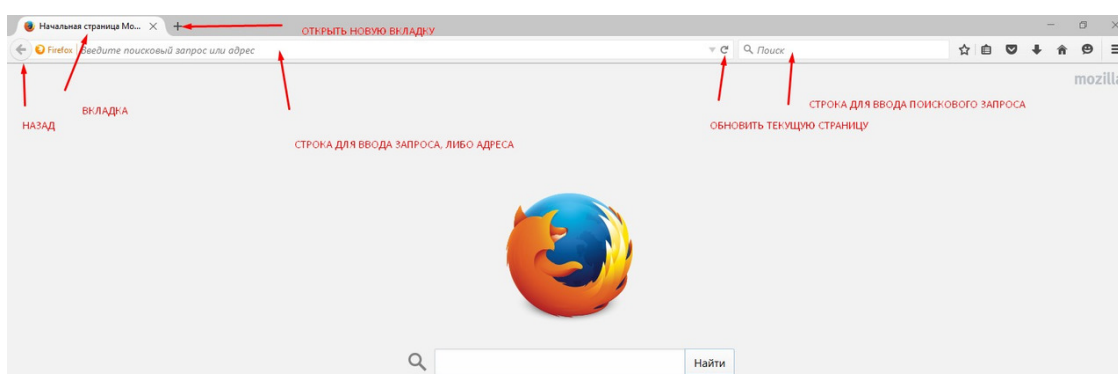 Начальная страница Mo...
ОТКРЫТЬ НОВУЮ ВКЛАДКУ
Firefox
Введите поисковый запрос или адрес
Поиск
mozilla
ВКЛАДКА
НАЗАД
СТРОКА ДЛЯ ВВОДА ПОИСКОВОГО ЗАПРОСА
ОБНОВИТЬ ТЕКУЩУЮ СТРАНИЦУ
СТРОКА ДЛЯ ВВОДА ЗАПРОСА, ЛИБО АДРЕСА
Найти